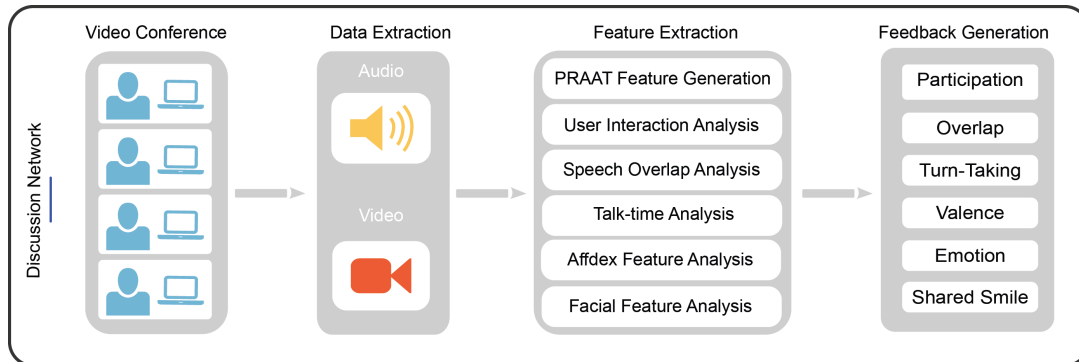 Video Conference
Data Extraction
Feature Extraction
Feedback Generation
Discussion Network
Audio
Video
PRAAT Feature Generation
User Interaction Analysis
Speech Overlap Analysis
Talk-time Analysis
Affdex Feature Analysis
Facial Feature Analysis
Participation
Overlap
Turn-Taking
Valence
Emotion
Shared Smile